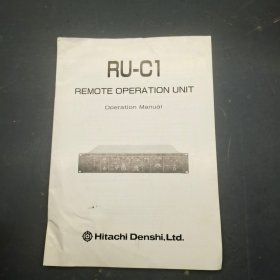 RU-C1
REMOTE OPERATION UNIT
Operation Manual
Hitachi Denshi, Ltd.